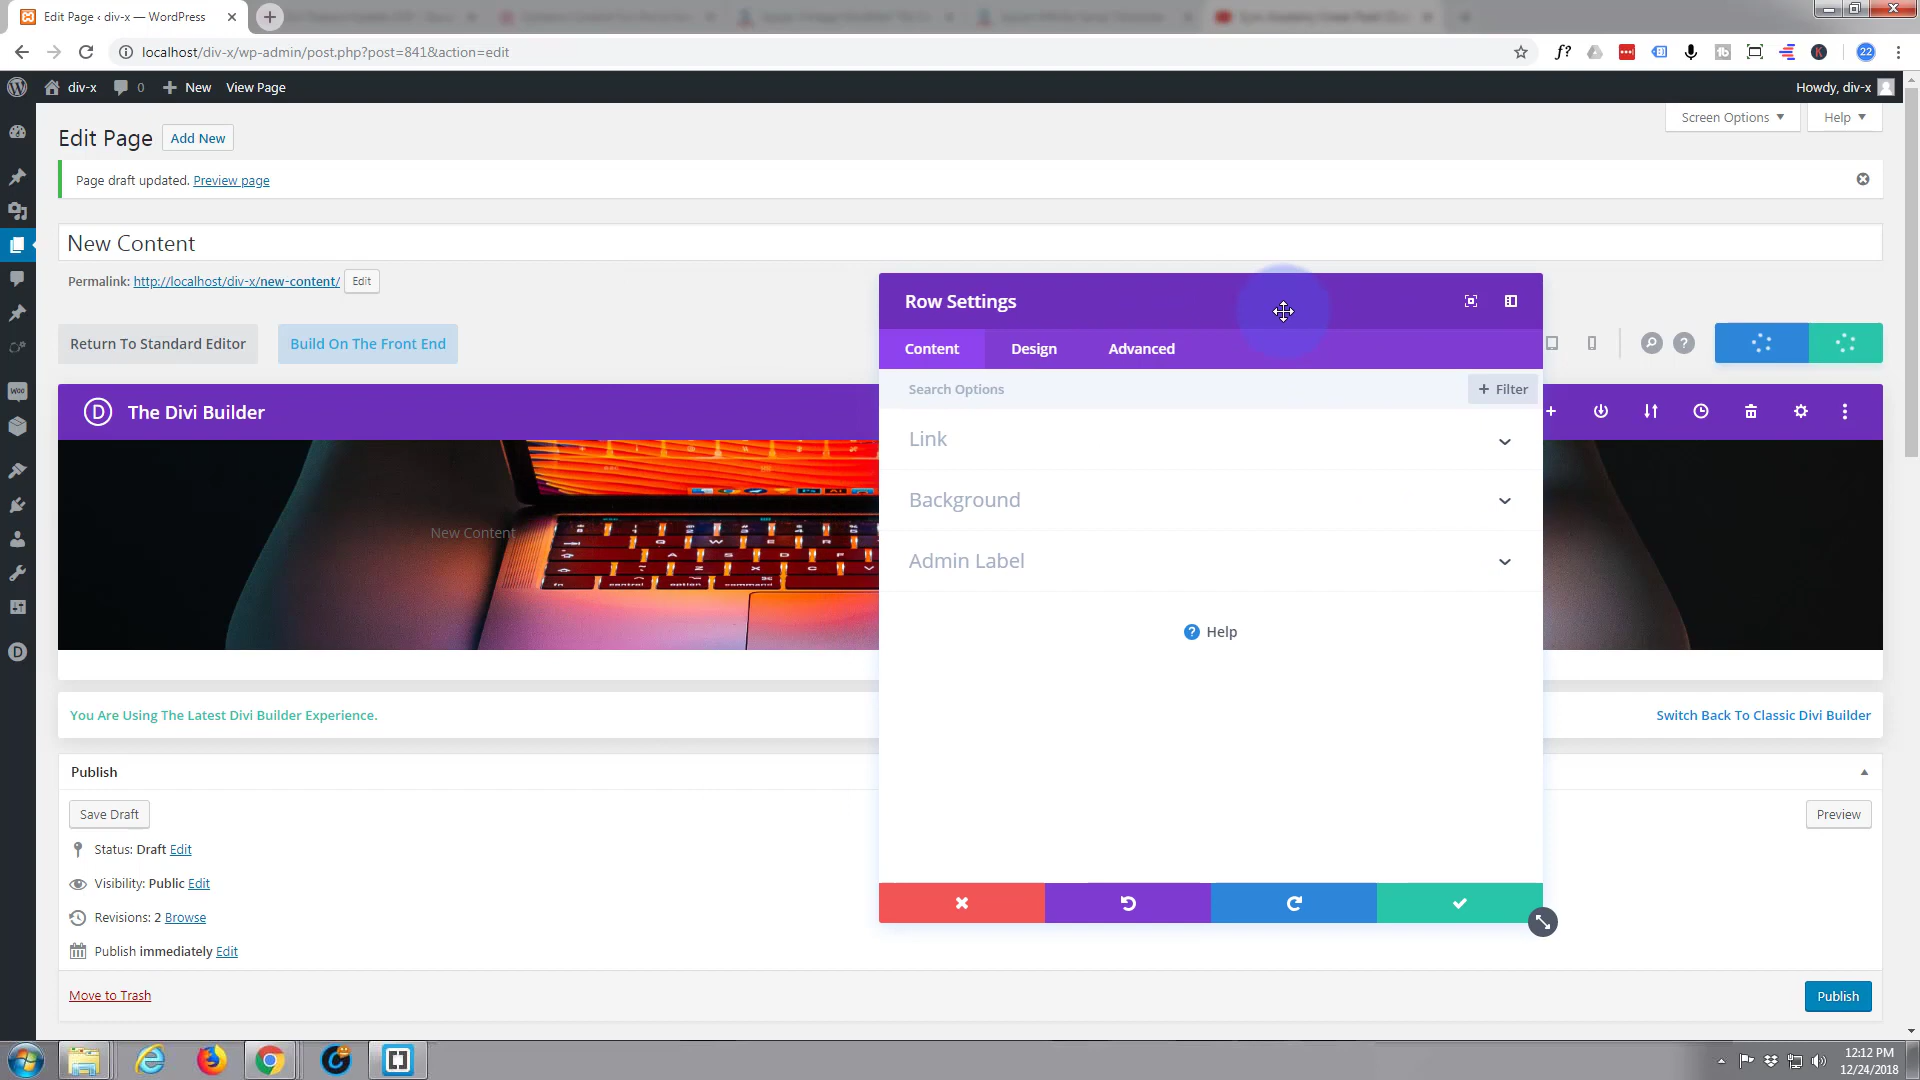 Edit Page ‹ div-x — WordPress
localhost/div-x/wp-admin/post.php?post=841&action=edit
f?
22
div-x
0
New
View Page
Howdy, div-x
Edit Page
Add New
Screen Options
Help
Page draft updated. Preview page
New Content
Permalink: http://localhost/div-x/new-content/
Edit
Return To Standard Editor
Build On The Front End
Row Settings
Content
Design
Advanced
Search Options
Filter
Link
Background
Admin Label
Help
D
The Divi Builder
New Content
You Are Using The Latest Divi Builder Experience.
Switch Back To Classic Divi Builder
Publish
Save Draft
Preview
Status: Draft Edit
Visibility: Public Edit
Revisions: 2 Browse
Publish immediately Edit
Move to Trash
Publish
12:12 PM
12/24/2018